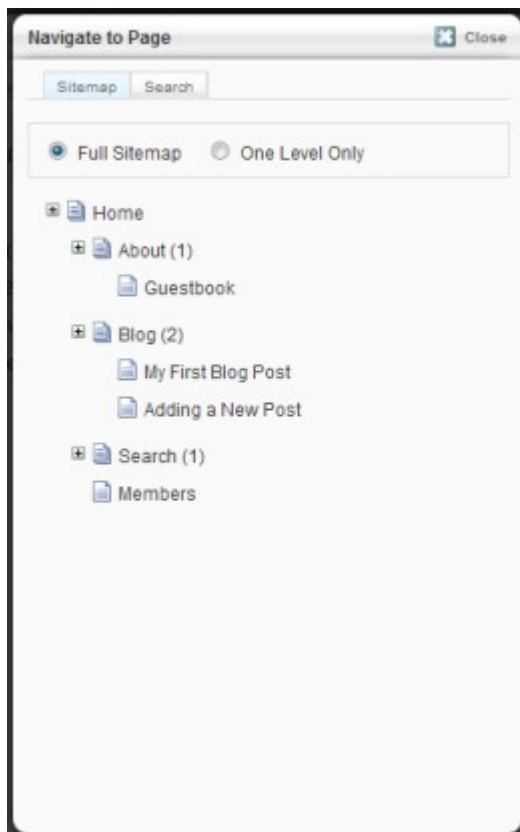 Navigate to Page Close
Sitemap Search
Full Sitemap One Level Only
Home
About (1)
Guestbook
Blog (2)
My First Blog Post
Adding a New Post
Search (1)
Members